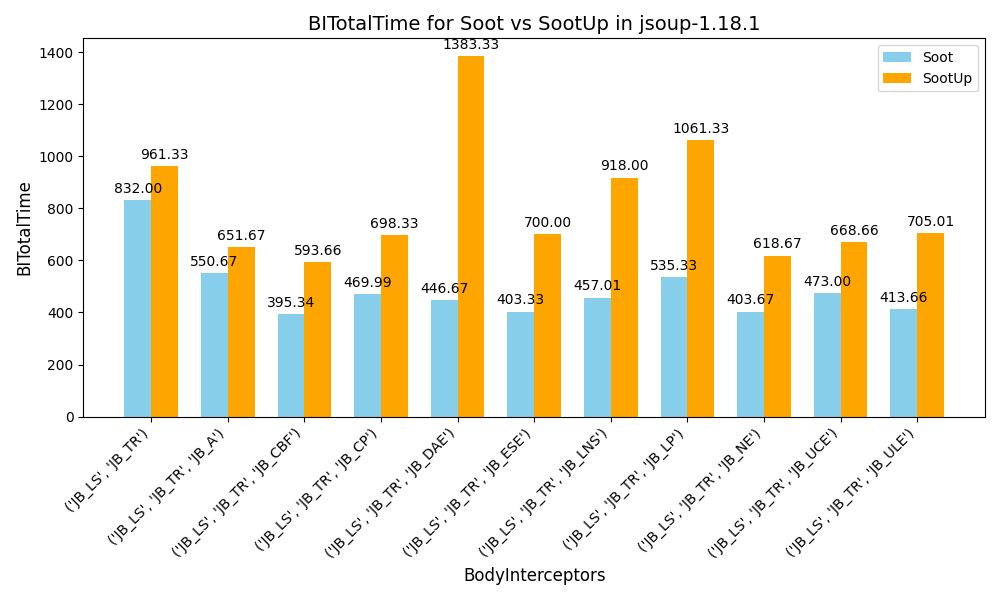 BITotalTime for Soot vs SootUp in jsoup-1.18.1
Soot
SootUp
BITotalTime
1400
1200
1000
800
600
400
200
0
832.00
961.33
550.67
651.67
395.34
593.66
469.99
698.33
446.67
1383.33
403.33
700.00
457.01
918.00
535.33
1061.33
403.67
618.67
473.00
668.66
413.66
705.01
('JB_LS', 'JB_TR')
('JB_LS', 'JB_TR', 'JB_A')
('JB_LS', 'JB_TR', 'JB_CBF')
('JB_LS', 'JB_TR', 'JB_CP')
('JB_LS', 'JB_TR', 'JB_DAE')
('JB_LS', 'JB_TR', 'JB_ESE')
('JB_LS', 'JB_TR', 'JB_LNS')
('JB_LS', 'JB_TR', 'JB_LP')
('JB_LS', 'JB_TR', 'JB_NE')
('JB_LS', 'JB_TR', 'JB_UCE')
('JB_LS', 'JB_TR', 'JB_ULE')
BodyInterceptors